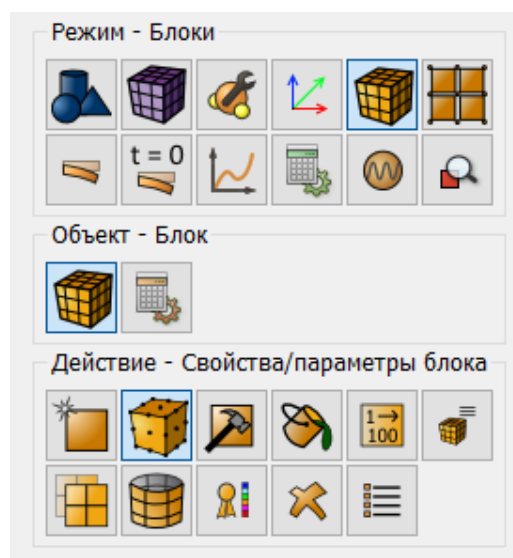 Режим - Блоки
t = 0
Объект - Блок
Действие - Свойства/параметры блока
1→
100